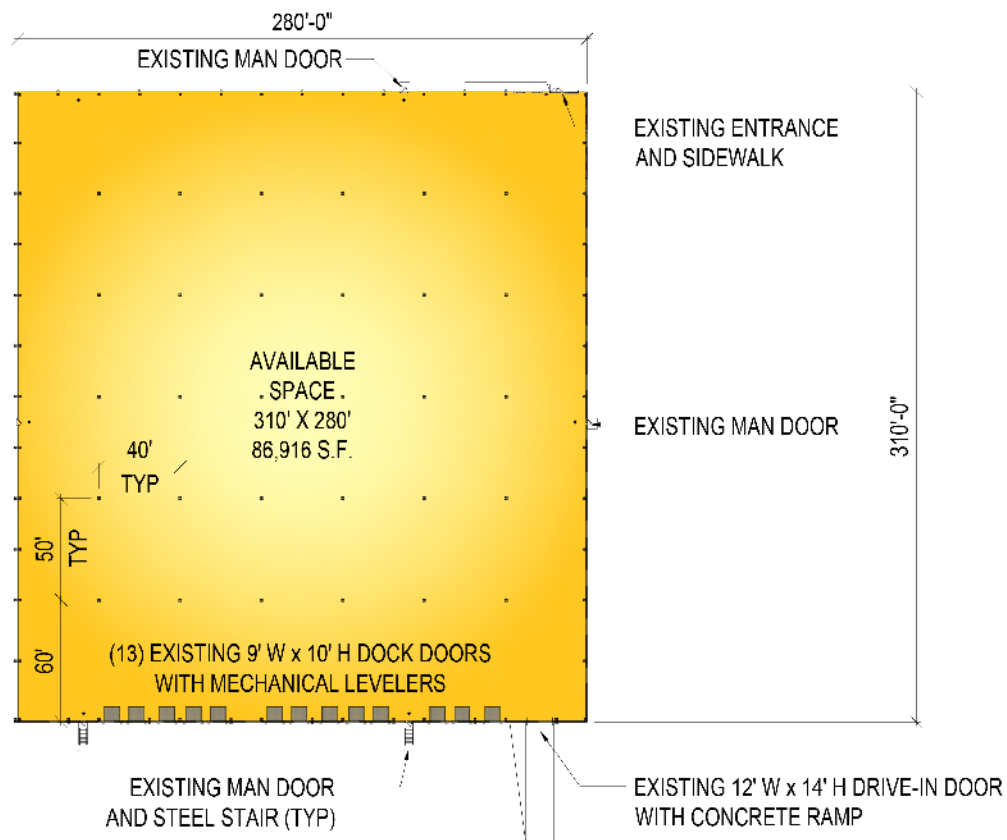 280'-0"
EXISTING MAN DOOR
EXISTING ENTRANCE
AND SIDEWALK
AVAILABLE
SPACE
310' X 280'
86,916 S.F.
EXISTING MAN DOOR
310'-0"
40'
TYP
50'
TYP
60'
(13) EXISTING 9' W x 10' H DOCK DOORS
WITH MECHANICAL LEVELERS
EXISTING MAN DOOR
AND STEEL STAIR (TYP)
EXISTING 12' W x 14' H DRIVE-IN DOOR
WITH CONCRETE RAMP